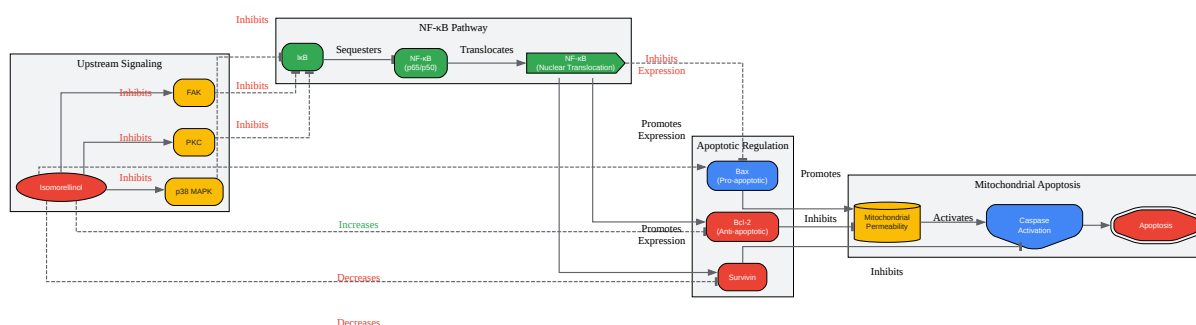 Inhibits
NF-κB Pathway
Upstream Signaling
IκB
Sequesters
NF-κB
(p65/p50)
Translocates
NF-κB
(Nuclear Translocation)
Inhibits
Expression
FAK
Inhibits
Inhibits
PKC
Inhibits
Inhibits
Isomorellinol
Inhibits
p38 MAPK
Promotes
Expression
Apoptotic Regulation
Bax
(Pro-apoptotic)
Promotes
Bcl-2
(Anti-apoptotic)
Promotes
Expression
Inhibits
Survivin
Increases
Decreases
Decreases
Mitochondrial Apoptosis
Mitochondrial
Permeability
Activates
Caspase
Activation
Apoptosis
Inhibits